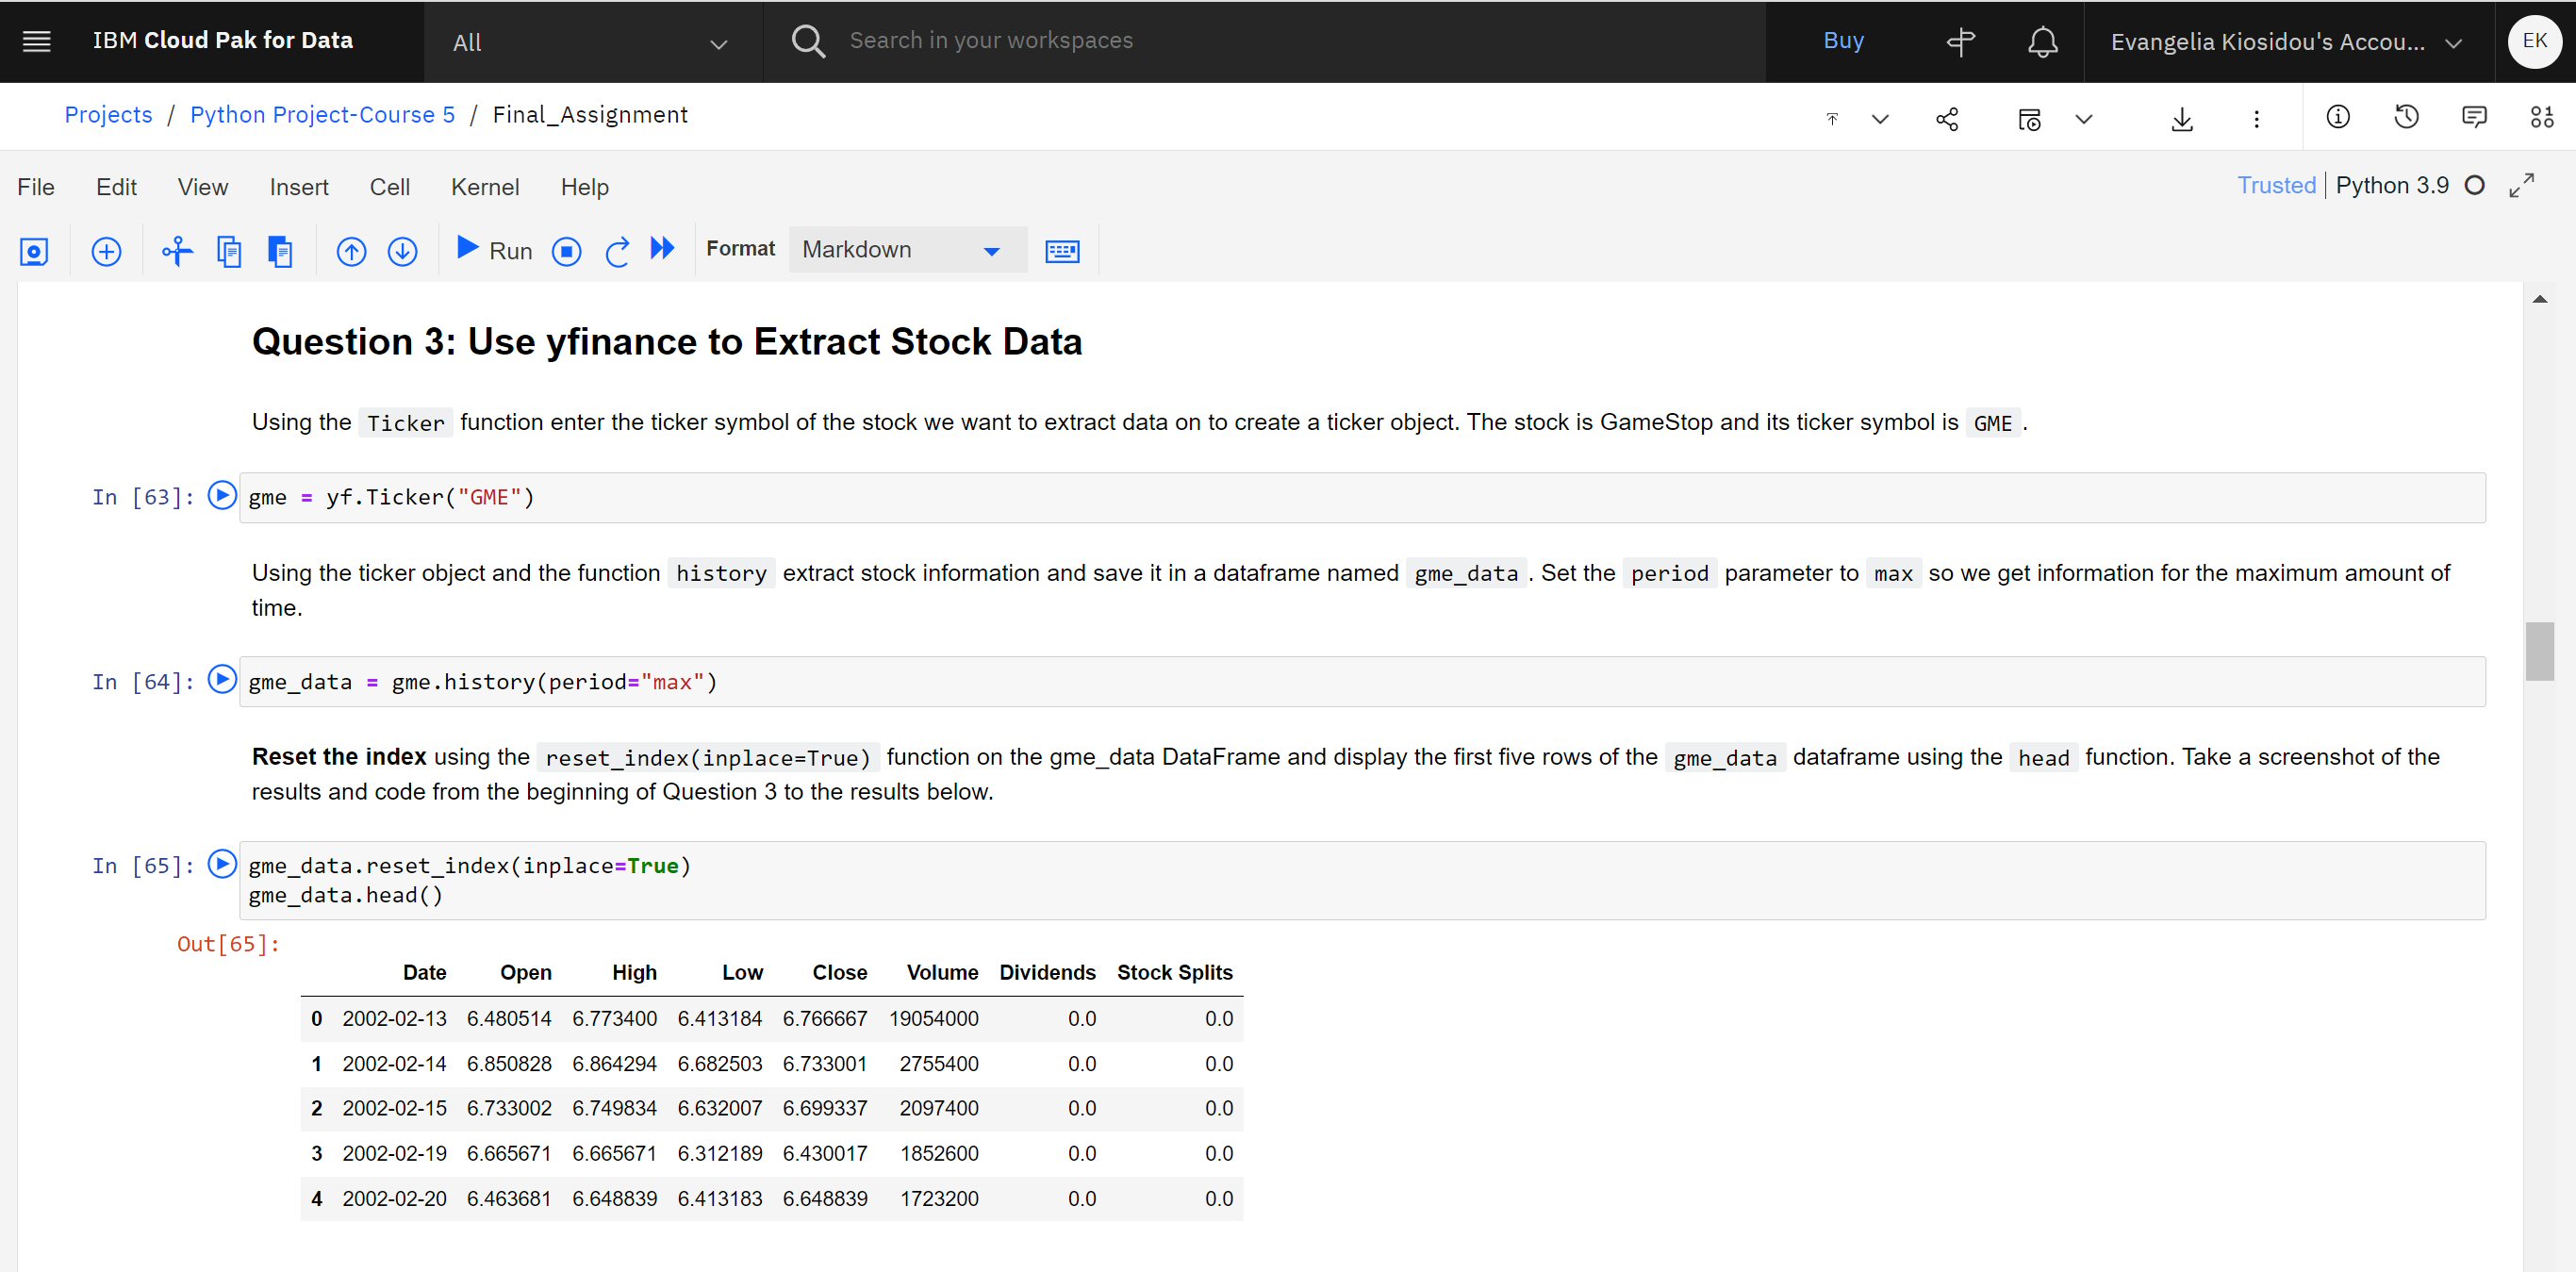 IBM Cloud Pak for Data All Search in your workspaces Buy Evangelia Kiosidou's Accou... EK
Projects / Python Project-Course 5 / Final_Assignment
File Edit View Insert Cell Kernel Help Trusted Python 3.9
Run Format Markdown
Question 3: Use yfinance to Extract Stock Data
Using the Ticker function enter the ticker symbol of the stock we want to extract data on to create a ticker object. The stock is GameStop and its ticker symbol is GME .
In [63]: gme = yf.Ticker("GME")
Using the ticker object and the function history extract stock information and save it in a dataframe named gme_data . Set the period parameter to max so we get information for the maximum amount of
time.
In [64]: gme_data = gme.history(period="max")
Reset the index using the reset_index(inplace=True) function on the gme_data DataFrame and display the first five rows of the gme_data dataframe using the head function. Take a screenshot of the
results and code from the beginning of Question 3 to the results below.
In [65]: gme_data.reset_index(inplace=True)
gme_data.head()
Out[65]:
Date Open High Low Close Volume Dividends Stock Splits
0 2002-02-13 6.480514 6.773400 6.413184 6.766667 19054000 0.0 0.0
1 2002-02-14 6.850828 6.864294 6.682503 6.733001 2755400 0.0 0.0
2 2002-02-15 6.733002 6.749834 6.632007 6.699337 2097400 0.0 0.0
3 2002-02-19 6.665671 6.665671 6.312189 6.430017 1852600 0.0 0.0
4 2002-02-20 6.463681 6.648839 6.413183 6.648839 1723200 0.0 0.0